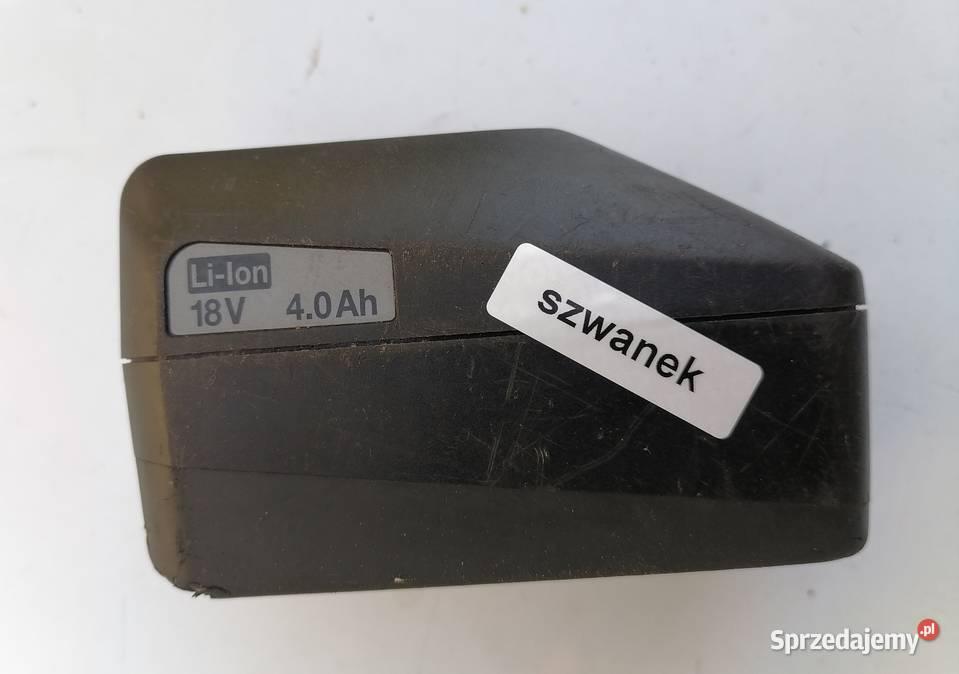 Li-Ion
18V 4.0Ah
szwanek
Sprzedajemy.pl